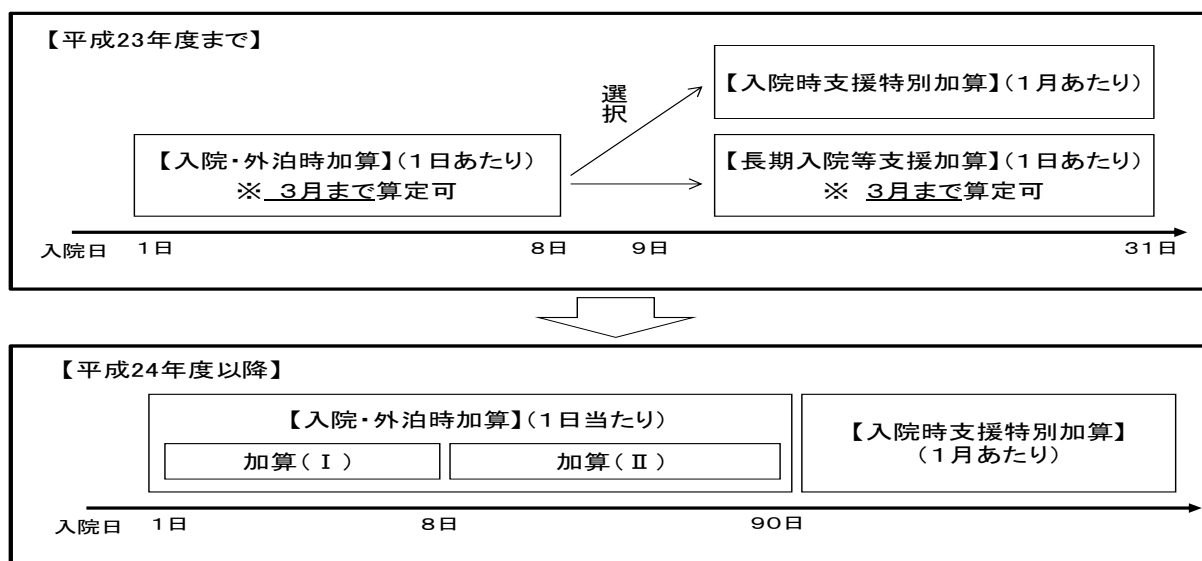 【平成23年度まで】
選択
【入院時支援特別加算】(1月あたり)
【入院・外泊時加算】(1日あたり)
※ 3月まで算定可
【長期入院等支援加算】(1日あたり)
※ 3月まで算定可
入院日 1日 8日 9日 31日
【平成24年度以降】
【入院・外泊時加算】(1日当たり)
加算(Ⅰ) 加算(Ⅱ)
【入院時支援特別加算】
(1月あたり)
入院日 1日 8日 90日